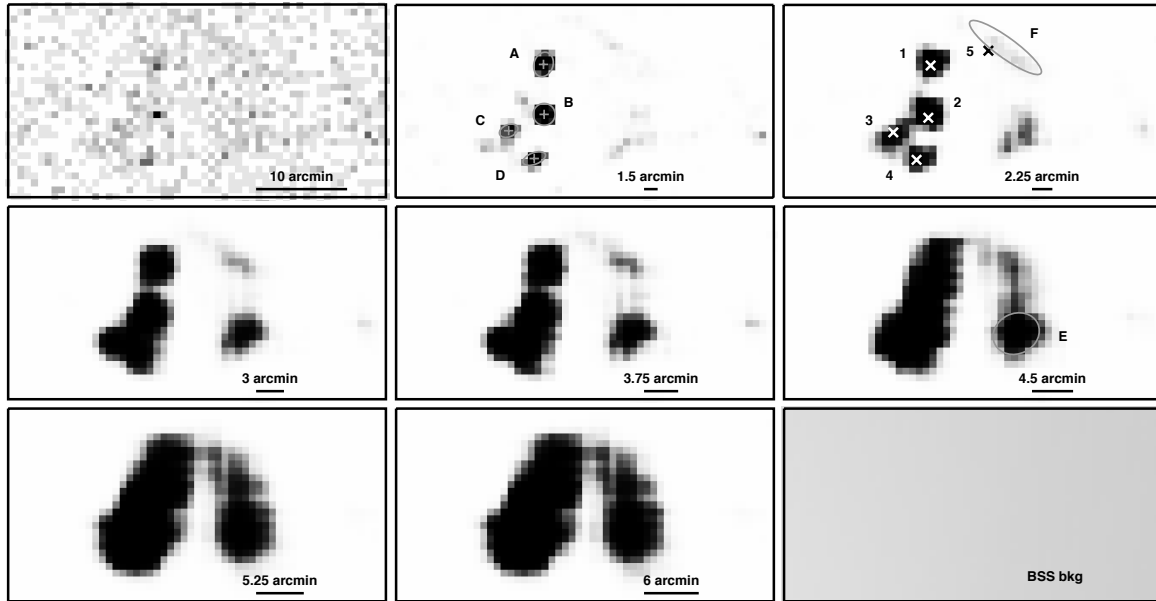 10 arcmin
A
B
C
D
1.5 arcmin
F
5
1
2
3
4
2.25 arcmin
3 arcmin
3.75 arcmin
E
4.5 arcmin
5.25 arcmin
6 arcmin
BSS bkg